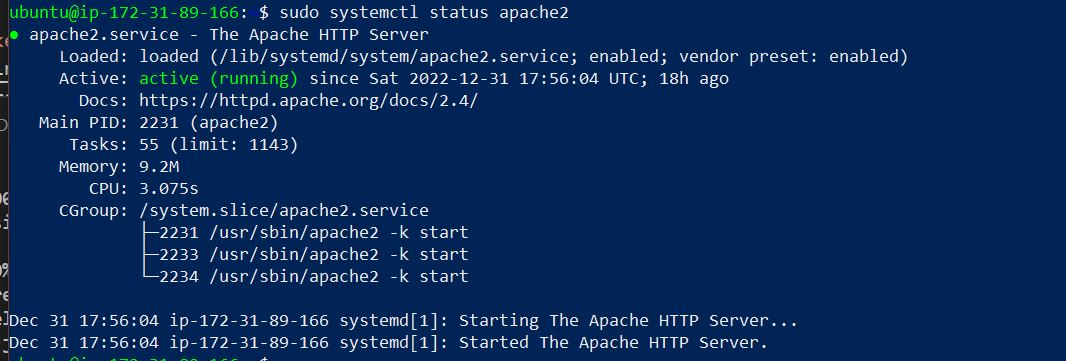 ubuntu@ip-172-31-89-166: $ sudo systemctl status apache2
● apache2.service - The Apache HTTP Server
Loaded: loaded (/lib/systemd/system/apache2.service; enabled; vendor preset: enabled)
Active: active (running) since Sat 2022-12-31 17:56:04 UTC; 18h ago
Docs: https://httpd.apache.org/docs/2.4/
Main PID: 2231 (apache2)
Tasks: 55 (limit: 1143)
Memory: 9.2M
CPU: 3.075s
CGroup: /system.slice/apache2.service
├─2231 /usr/sbin/apache2 -k start
├─2233 /usr/sbin/apache2 -k start
└─2234 /usr/sbin/apache2 -k start
Dec 31 17:56:04 ip-172-31-89-166 systemd[1]: Starting The Apache HTTP Server...
Dec 31 17:56:04 ip-172-31-89-166 systemd[1]: Started The Apache HTTP Server.